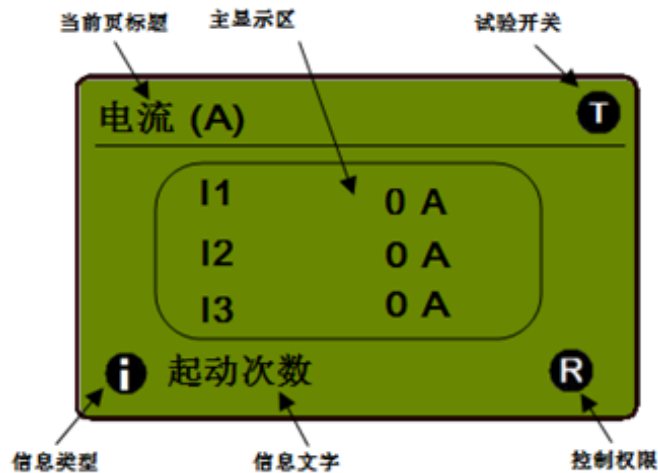 当前页标题 主显示区 试验开关
电流 (A) T
I1 0 A
I2 0 A
I3 0 A
i 起动次数 R
信息类型 信息文字 控制权限